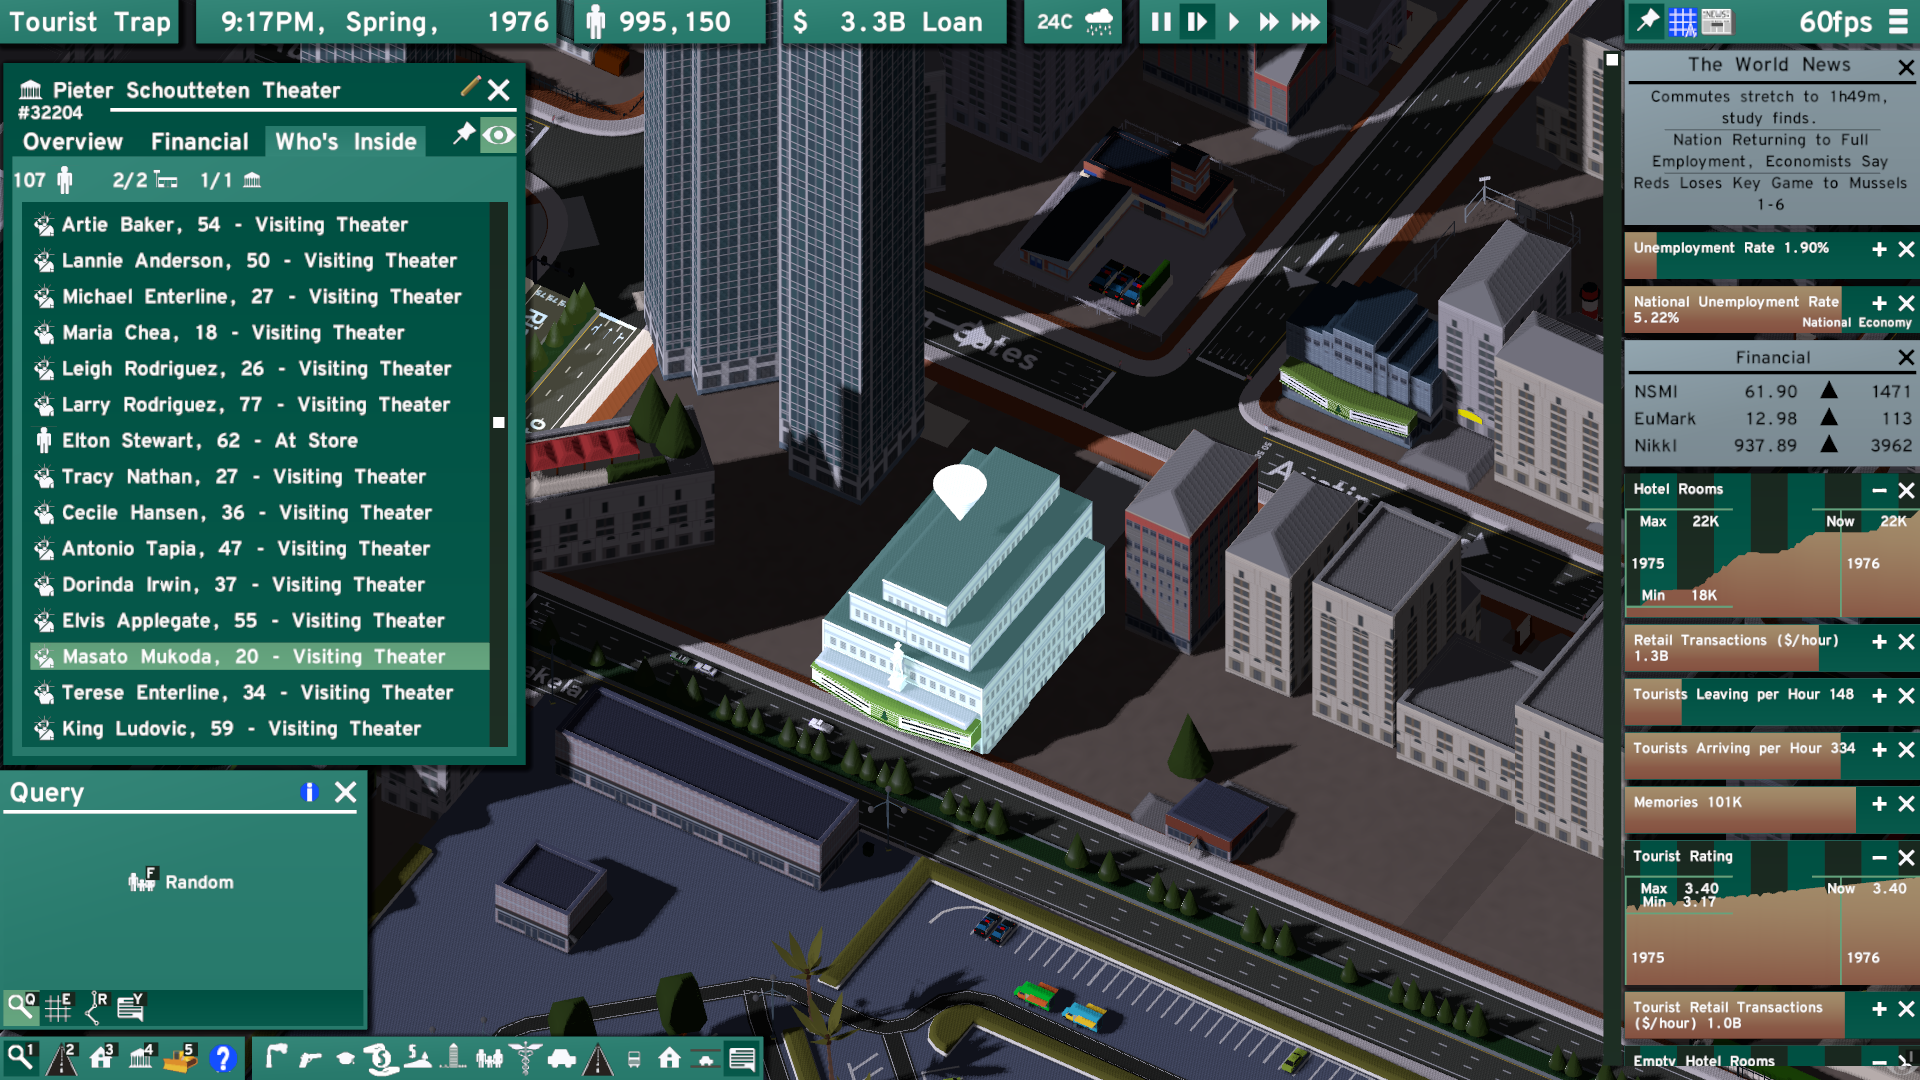 Tourist Trap
9:17PM, Spring, 1976
995,150
$ 3.3B Loan
24C
60fps
Pieter Schoutteten Theater
#32204
Overview Financial Who's Inside
107 2/2 1/1
Artie Baker, 54 - Visiting Theater
Lannie Anderson, 50 - Visiting Theater
Michael Enterline, 27 - Visiting Theater
Maria Chea, 18 - Visiting Theater
Leigh Rodriguez, 26 - Visiting Theater
Larry Rodriguez, 77 - Visiting Theater
Elton Stewart, 62 - At Store
Tracy Nathan, 27 - Visiting Theater
Cecile Hansen, 36 - Visiting Theater
Antonio Tapia, 47 - Visiting Theater
Dorinda Irwin, 37 - Visiting Theater
Elvis Applegate, 55 - Visiting Theater
Masato Mukoda, 20 - Visiting Theater
Terese Enterline, 34 - Visiting Theater
King Ludovic, 59 - Visiting Theater
Query
i
F
Random
Q E R Y
1 2 3 4 5 ?
NEWS
The World News
Commutes stretch to 1h49m,
study finds.
Nation Returning to Full
Employment, Economists Say
Reds Loses Key Game to Mussels
1-6
Unemployment Rate 1.90%
National Unemployment Rate
5.22%
National Economy
Financial
NSMI 61.90 ▲ 1471
EuMark 12.98 ▲ 113
Nikkl 937.89 ▲ 3962
Hotel Rooms
Max 22K Now 22K
1975 1976
Min 18K
Retail Transactions ($/hour)
1.3B
Tourists Leaving per Hour 148
Tourists Arriving per Hour 334
Memories 101K
Tourist Rating
Max 3.40 Now 3.40
Min 3.17
1975 1976
Tourist Retail Transactions
($/hour) 1.0B
Empty Hotel Rooms